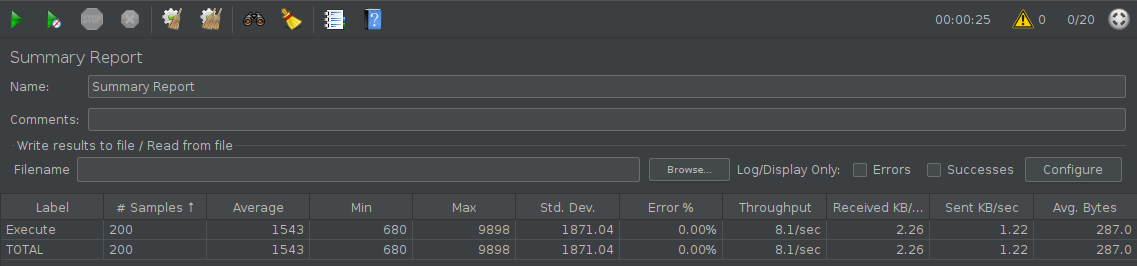 STOP 00:00:25 0 0/20
Summary Report
Name: Summary Report
Comments:
Write results to file / Read from file
Filename Browse... Log/Display Only: Errors Successes Configure
Label # Samples ↑ Average Min Max Std. Dev. Error % Throughput Received KB/... Sent KB/sec Avg. Bytes
Execute 200 1543 680 9898 1871.04 0.00% 8.1/sec 2.26 1.22 287.0
TOTAL 200 1543 680 9898 1871.04 0.00% 8.1/sec 2.26 1.22 287.0